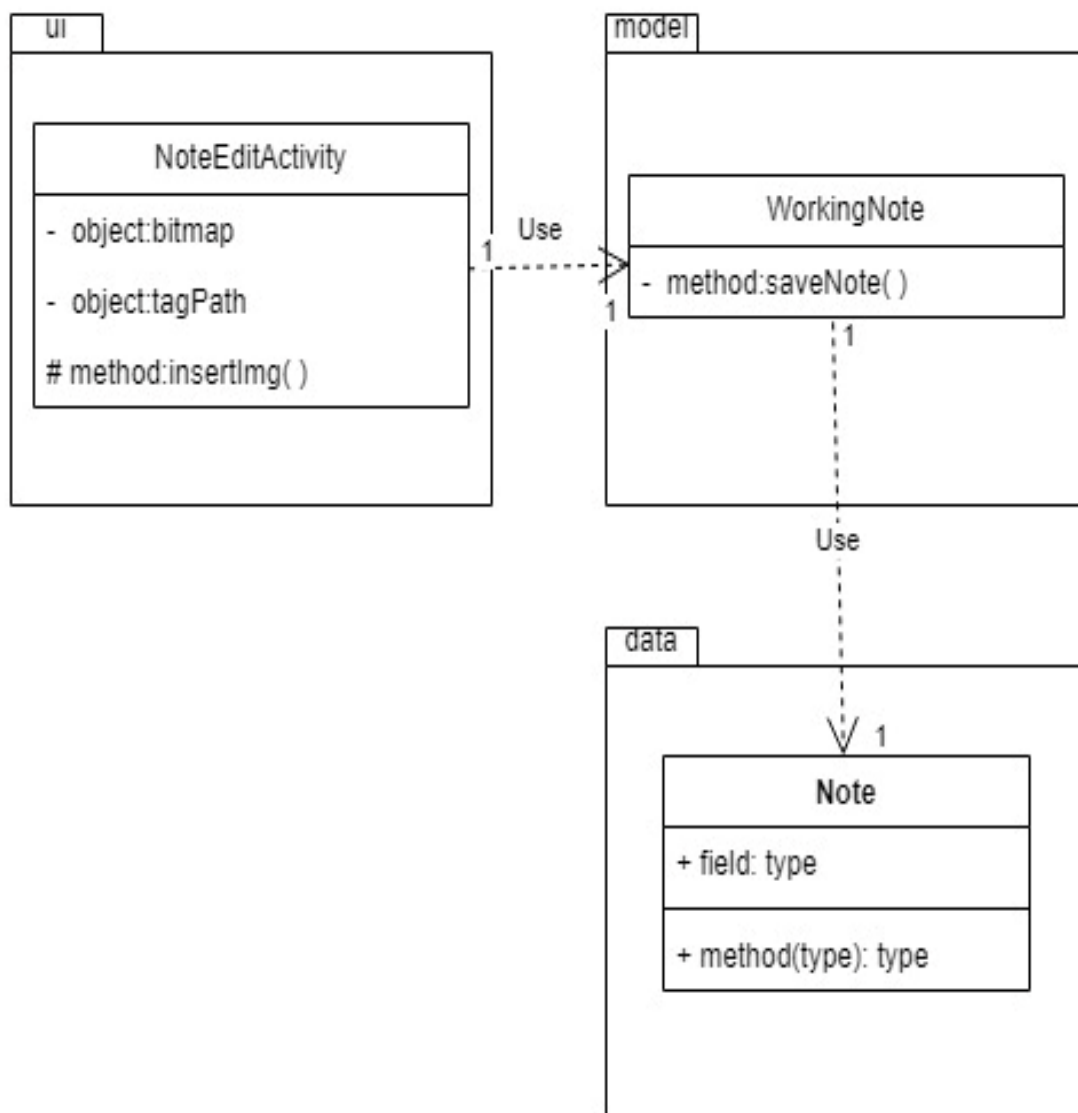 ui
NoteEditActivity
- object:bitmap
- object:tagPath
# method:insertImg( )
1
Use
1
model
WorkingNote
- method:saveNote( )
1
Use
data
1
Note
+ field: type
+ method(type): type